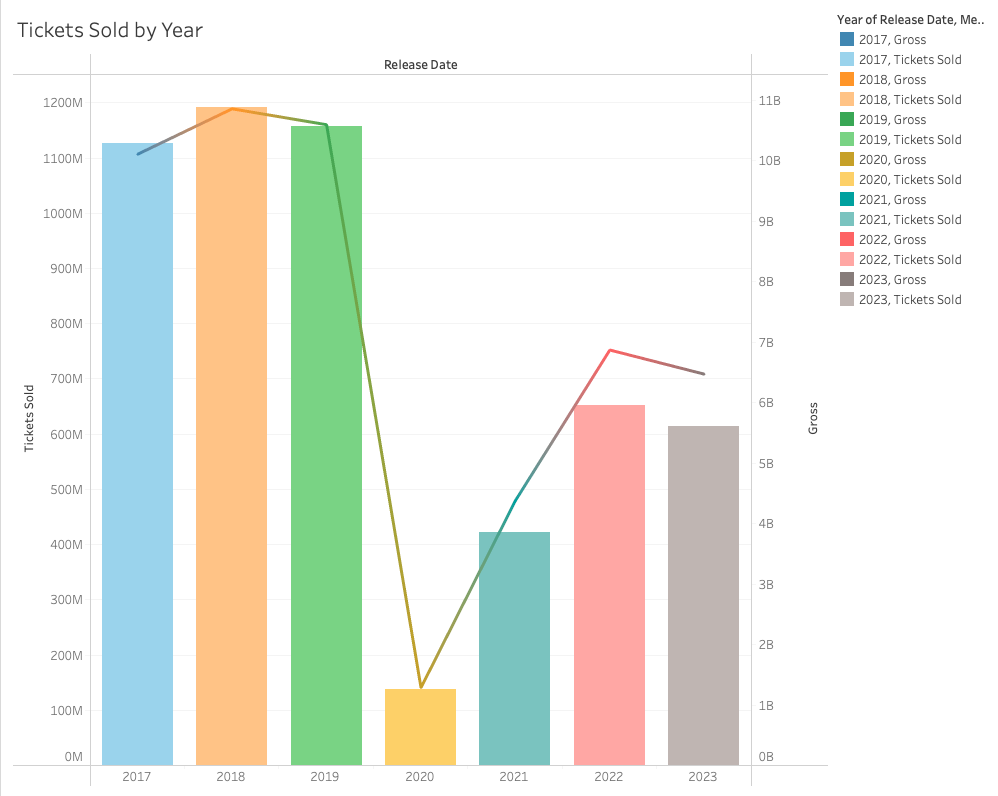 Tickets Sold by Year
Release Date
1200M
1100M
1000M
900M
800M
700M
600M
500M
400M
300M
200M
100M
0M
Tickets Sold
11B
10B
9B
8B
7B
6B
5B
4B
3B
2B
1B
0B
Gross
2017
2018
2019
2020
2021
2022
2023
Year of Release Date, Me..
2017, Gross
2017, Tickets Sold
2018, Gross
2018, Tickets Sold
2019, Gross
2019, Tickets Sold
2020, Gross
2020, Tickets Sold
2021, Gross
2021, Tickets Sold
2022, Gross
2022, Tickets Sold
2023, Gross
2023, Tickets Sold